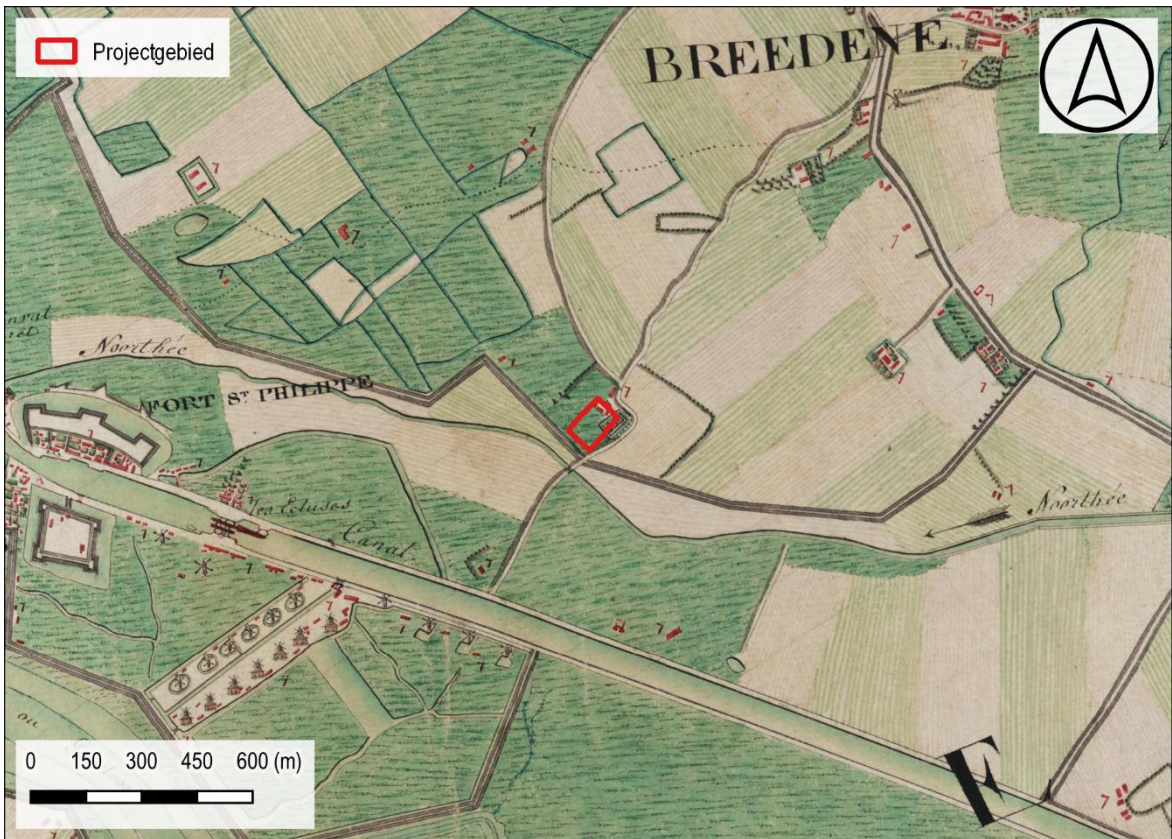 Projectgebied
BREEDENE
Noorthée
FORT S.T PHILIPPE
les Ecluses
Canal
Noorthée
F
0 150 300 450 600 (m)